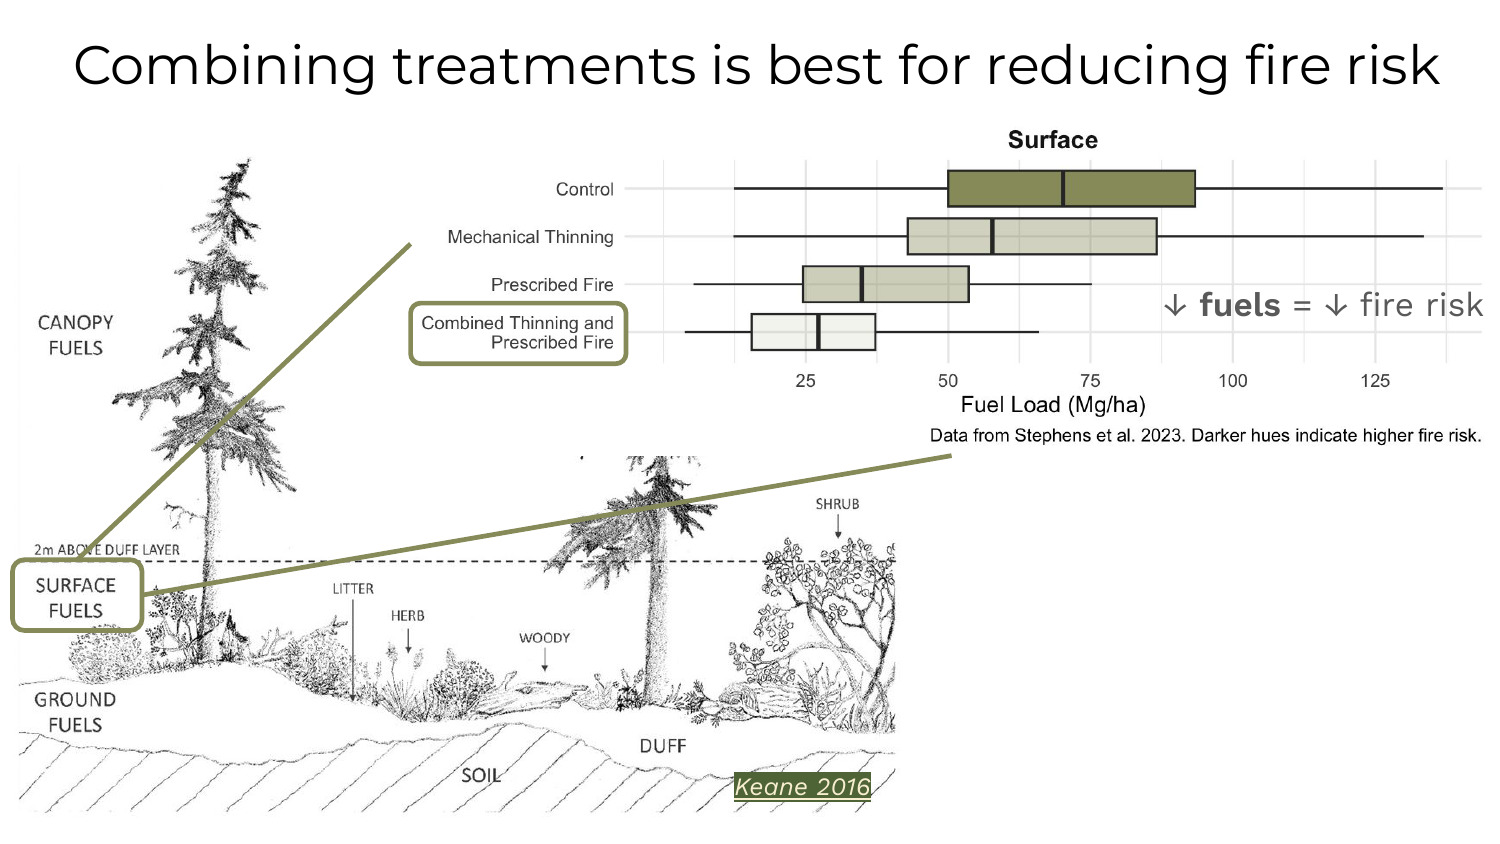 Combining treatments is best for reducing fire risk
Surface
Control
Mechanical Thinning
Prescribed Fire
Combined Thinning and
Prescribed Fire
↓ fuels = ↓ fire risk
25 50 75 100 125
Fuel Load (Mg/ha)
Data from Stephens et al. 2023. Darker hues indicate higher fire risk.
CANOPY
FUELS
SHRUB
2m ABOVE DUFF LAYER
SURFACE
FUELS
LITTER
HERB
WOODY
GROUND
FUELS
DUFF
SOIL
Keane 2016